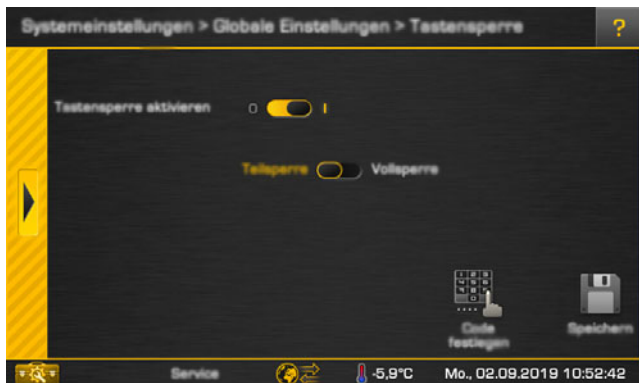 Systemeinstellungen > Globale Einstellungen > Tastensperre ?
Tastensperre aktivieren 0 I
Teilsperre Vollsperre
Code
festlegen
Speichern
Service -5,9°C Mo., 02.09.2019 10:52:42